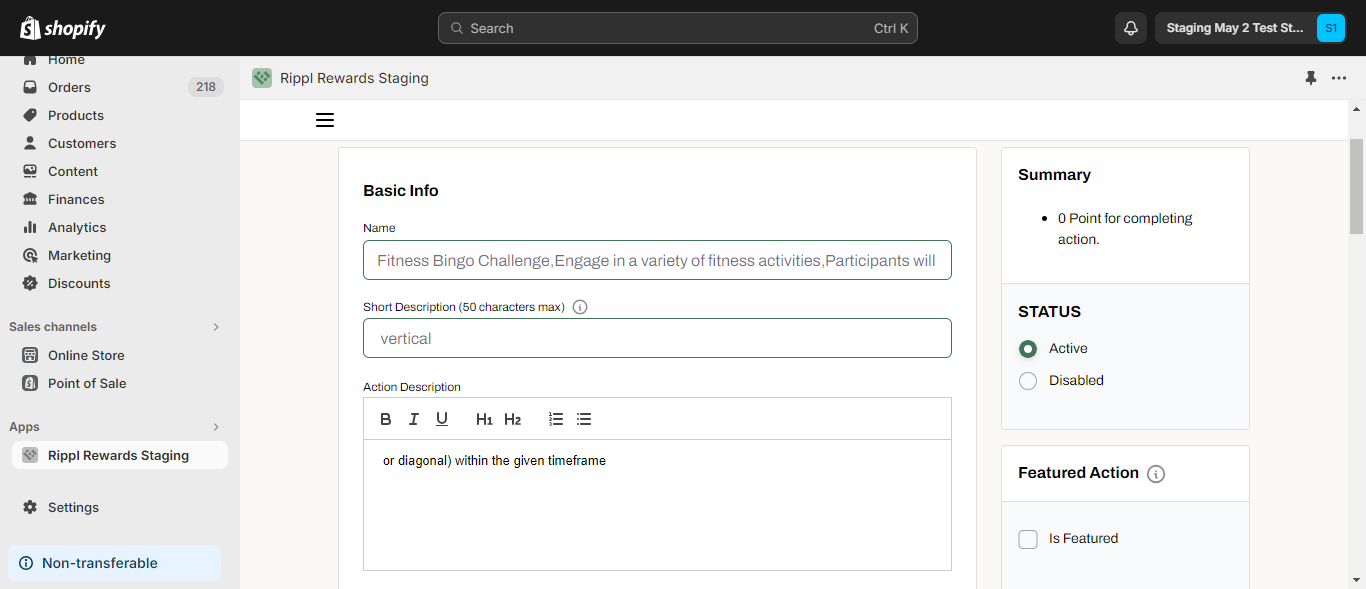 shopify
Search
Ctrl K
Staging May 2 Test St...
S1
Home
Orders
218
Products
Customers
Content
Finances
Analytics
Marketing
Discounts
Sales channels
Online Store
Point of Sale
Apps
Rippl Rewards Staging
Settings
Non-transferable
Rippl Rewards Staging
Basic Info
Name
Fitness Bingo Challenge,Engage in a variety of fitness activities,Participants will
Short Description (50 characters max)
vertical
Action Description
B I U H1 H2
or diagonal) within the given timeframe
Summary
• 0 Point for completing
action.
STATUS
Active
Disabled
Featured Action
Is Featured